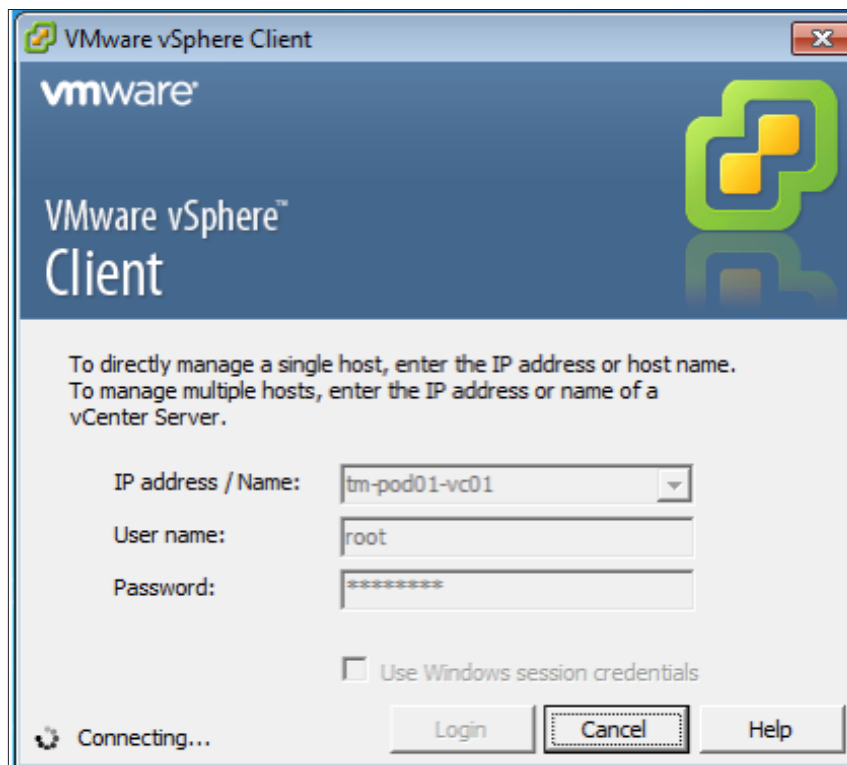 VMware vSphere Client
vmware
VMware vSphere™
Client
To directly manage a single host, enter the IP address or host name.
To manage multiple hosts, enter the IP address or name of a
vCenter Server.
IP address / Name: tm-pod01-vc01
User name: root
Password: ********
Use Windows session credentials
Connecting... Login Cancel Help